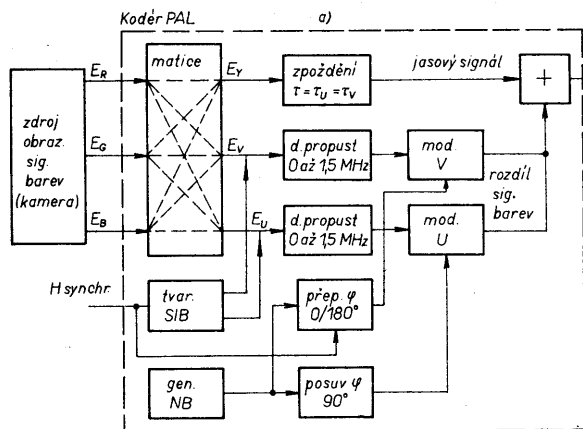 Kodér PAL
a)
zdroj
obraz.
sig.
barev
(kamera)
E_R
E_G
E_B
matice
E_Y
E_V
E_U
zpoždění
τ = τ_U = τ_V
jasový signál
+
d. propust
0 až 1,5 MHz
mod.
V
rozdíl
sig.
barev
d. propust
0 až 1,5 MHz
mod.
U
H synchr.
tvar.
SIB
přep. φ
0/180°
gen.
NB
posuv φ
90°